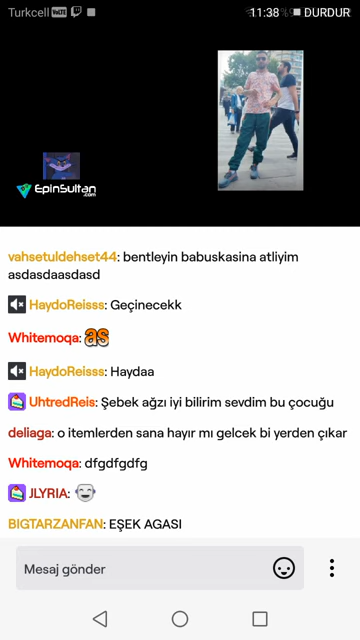 Turkcell VoLTE 11:38 DURDUR
EpinSultan
.com
vahsetuldehset44: bentleyin babuskasina atliyim
asdasdaasdasd
HaydoReisss: Geçinecekk
Whitemoqa: as
HaydoReisss: Haydaa
UhtredReis: Şebek ağzı iyi bilirim sevdim bu çocuğu
deliaga: o itemlerden sana hayır mı gelcek bi yerden çıkar
Whitemoqa: dfgdfgdfg
JLYRIA:
BIGTARZANFAN: EŞEK AGASI
Mesaj gönder